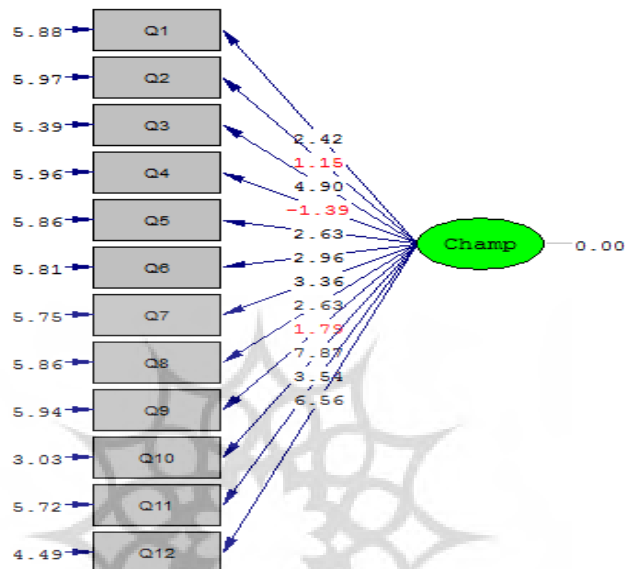 5.88 Q1
5.97 Q2
5.39 Q3
5.96 Q4
5.86 Q5
5.81 Q6
5.75 Q7
5.86 Q8
5.94 Q9
3.03 Q10
5.72 Q11
4.49 Q12
2.42
1.15
4.90
-1.39
2.63
2.96
3.36
2.63
1.79
7.87
3.54
6.56
Champ 0.00